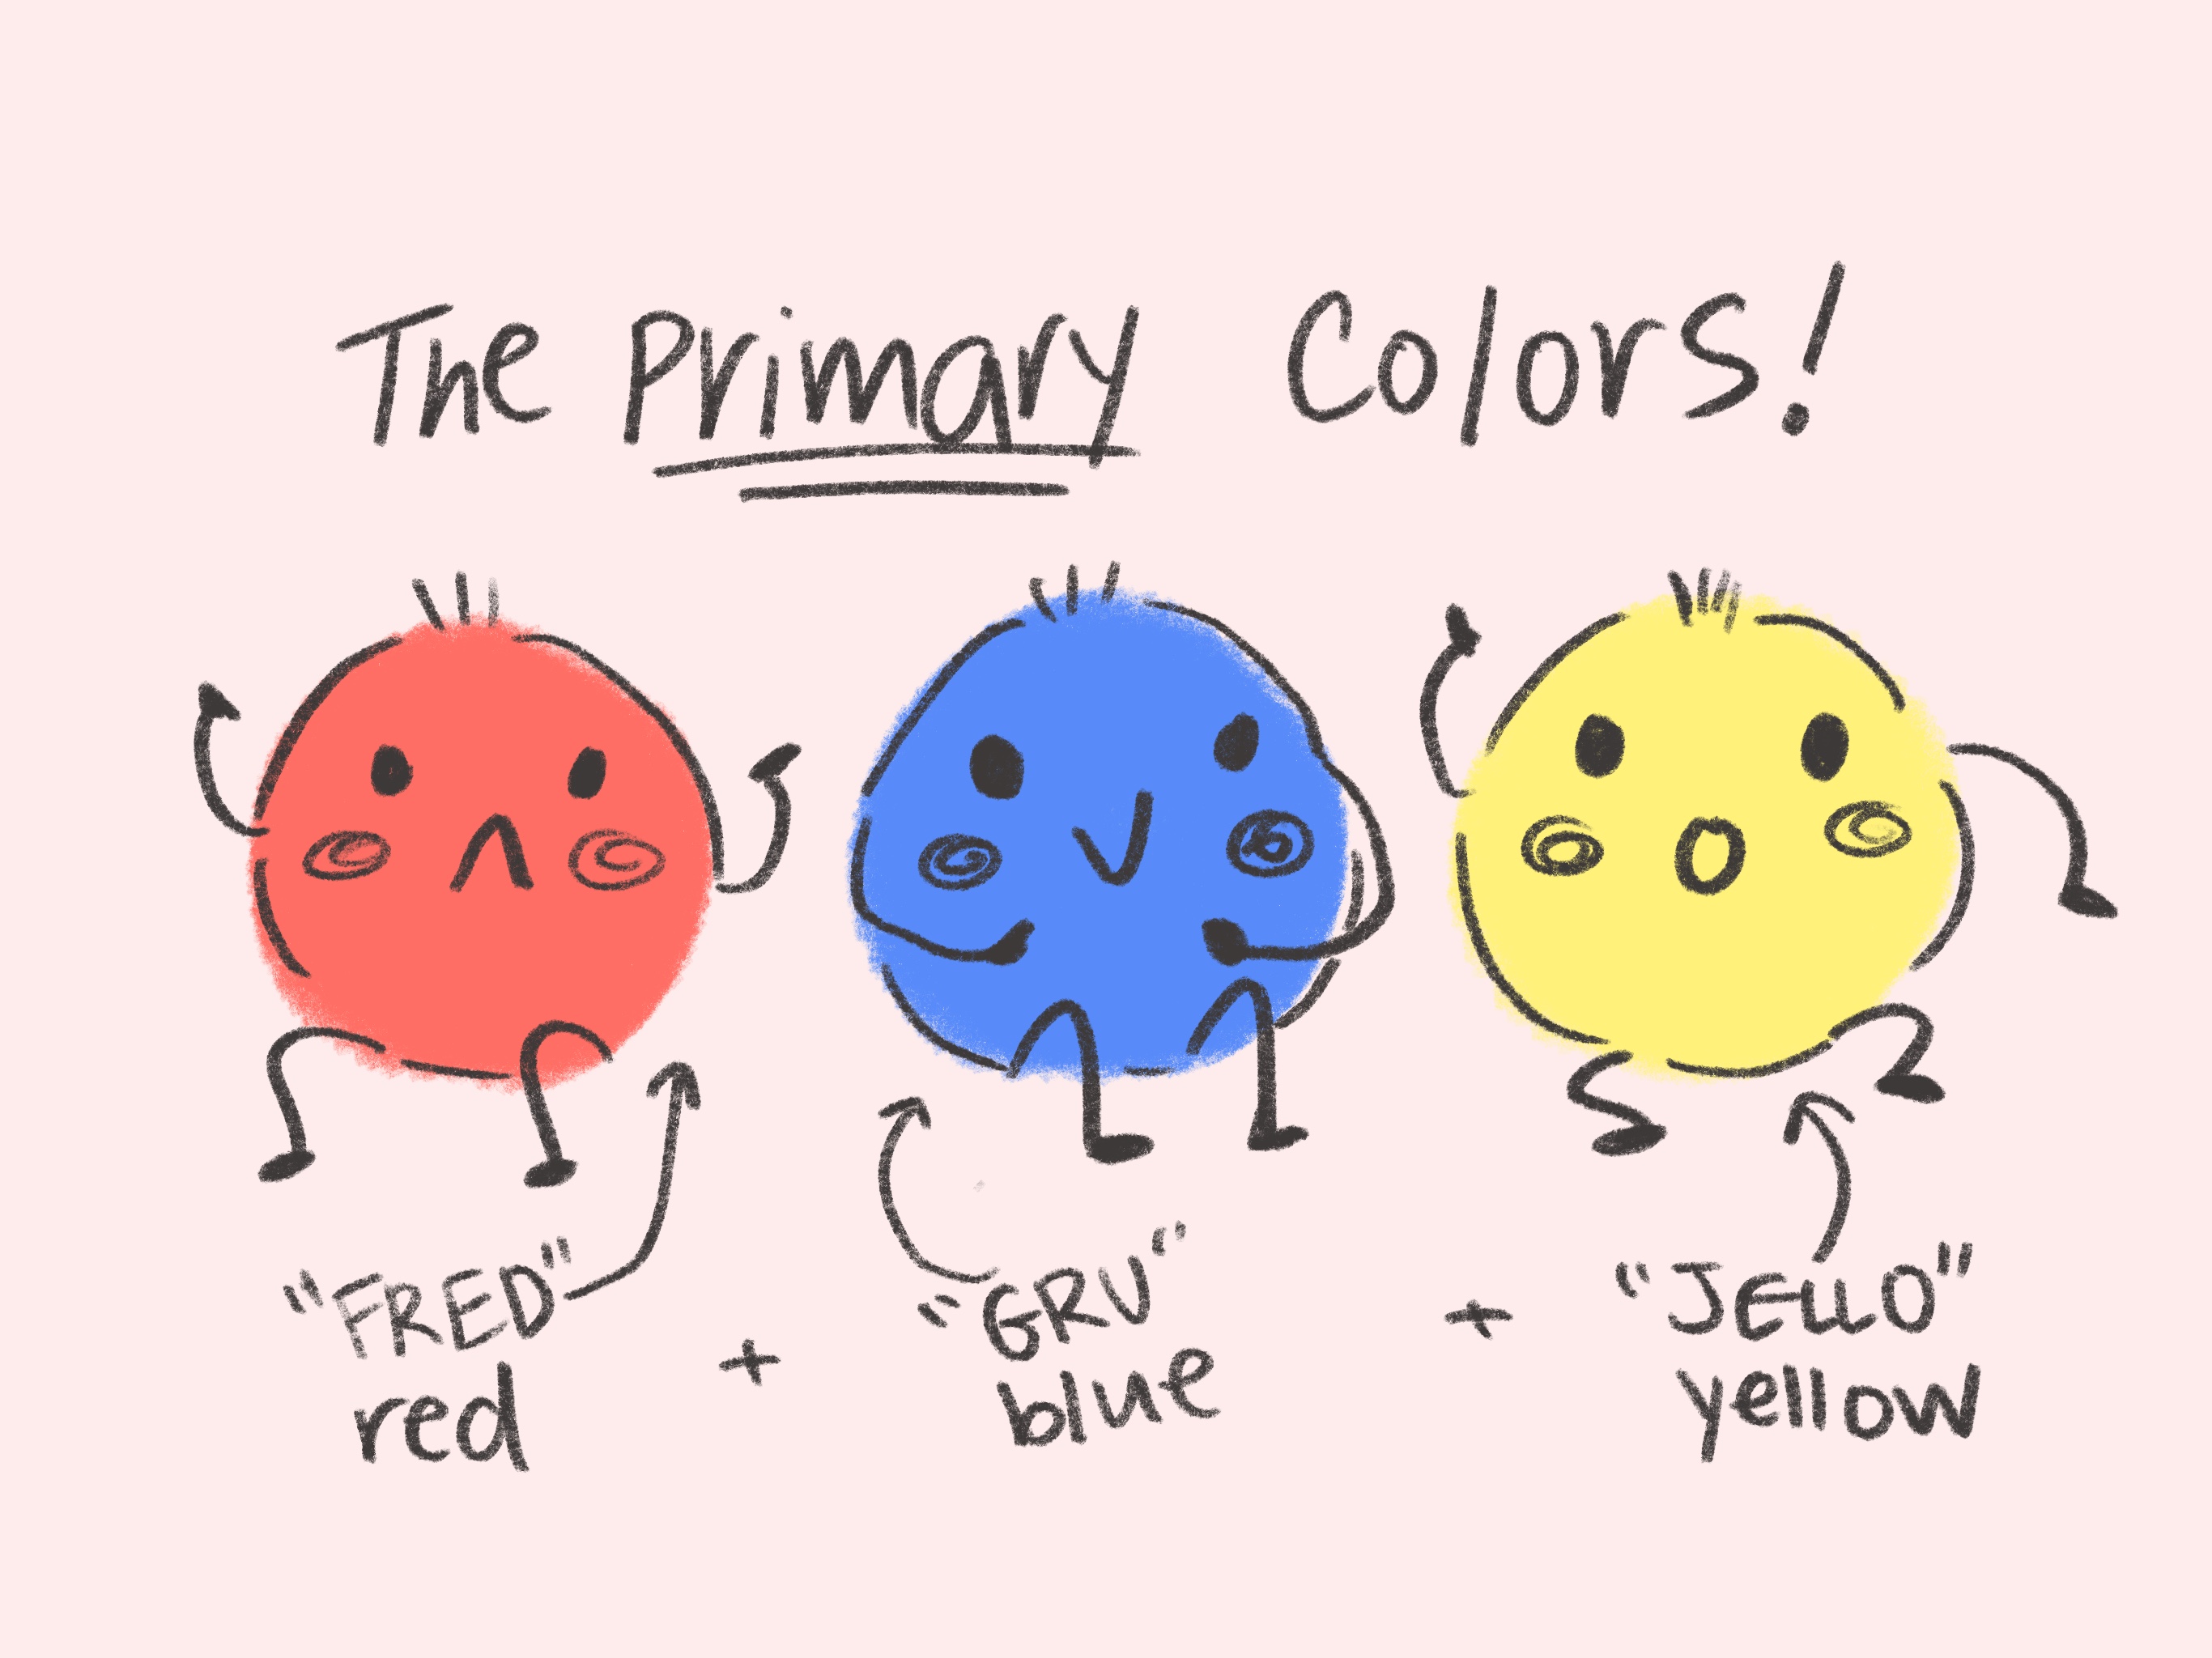 The Primary Colors!
"FRED" + "GRU" + "JELLO"
red blue yellow